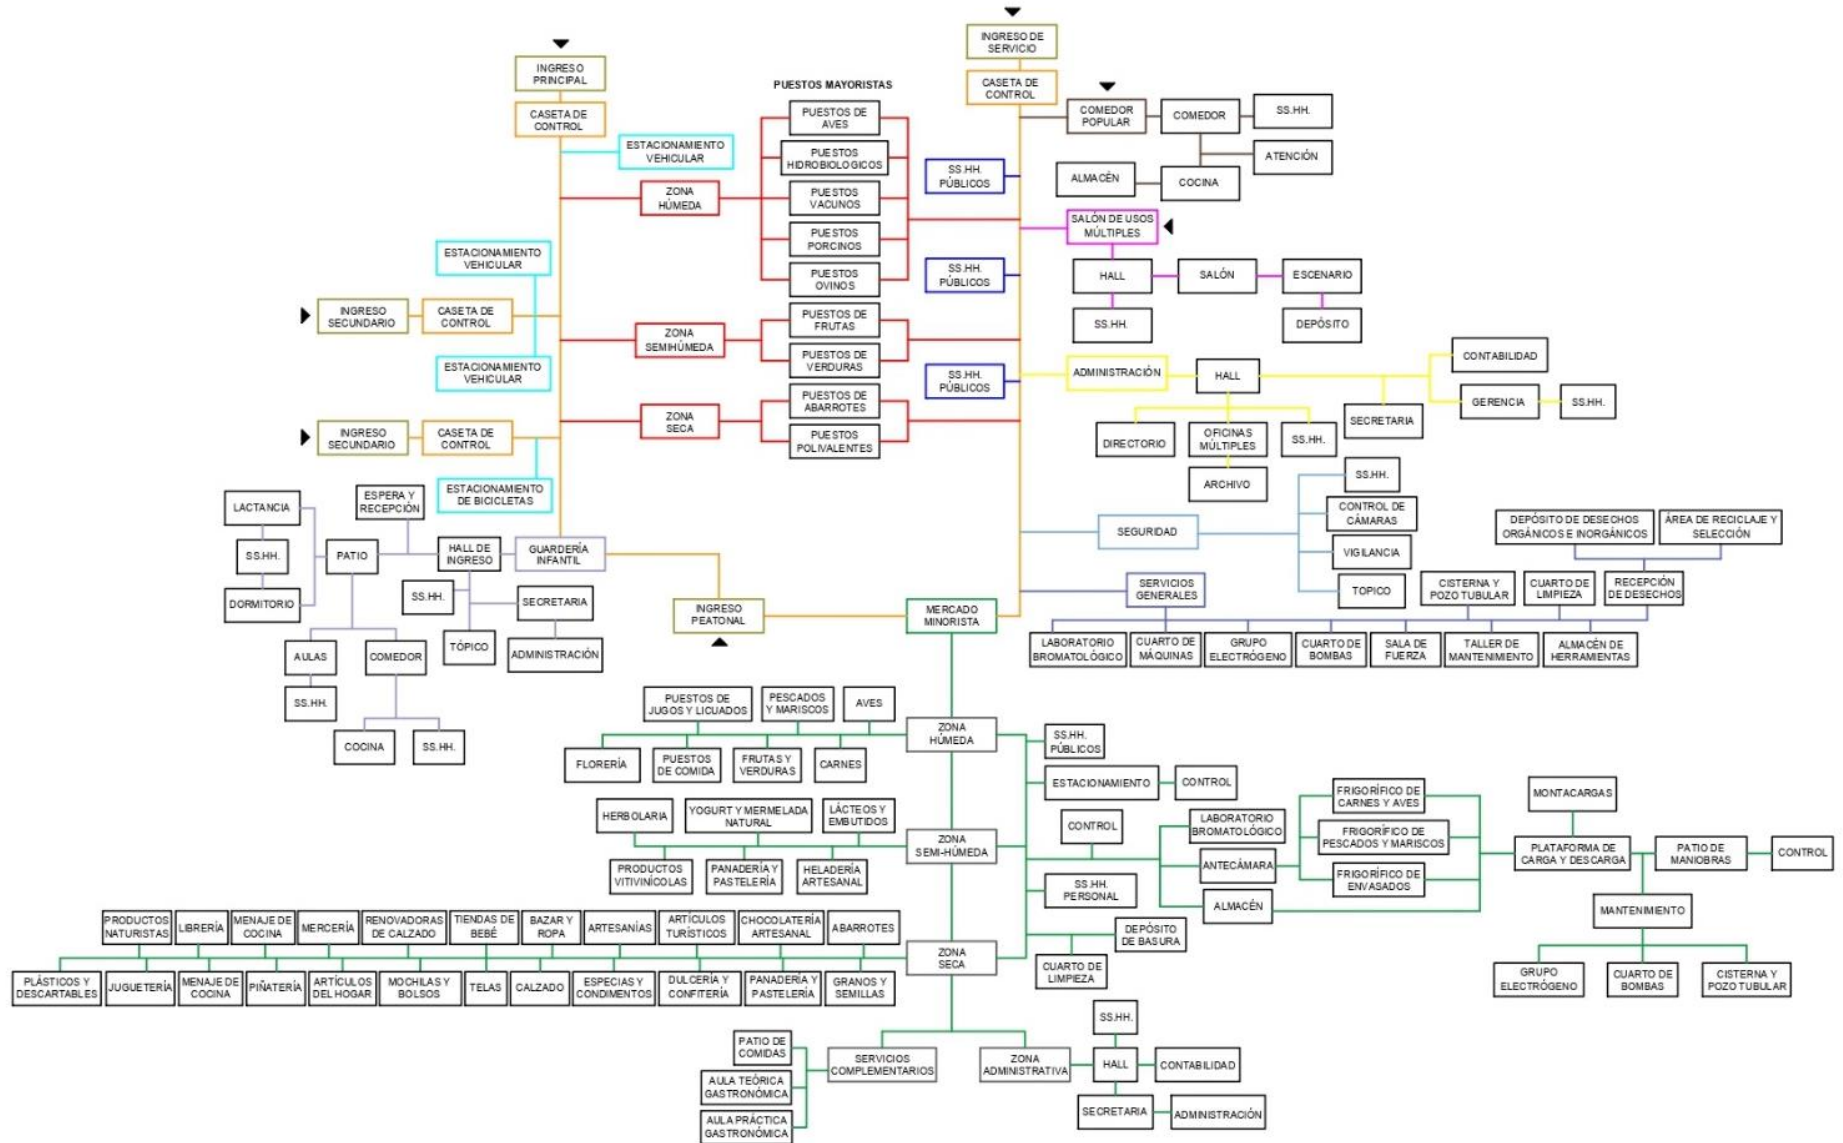 INGRESO DE
SERVICIO
INGRESO
PRINCIPAL
CASETA DE
CONTROL
PUESTOS MAYORISTAS
CASETA DE
CONTROL
PUESTOS DE
AVES
COMEDOR
POPULAR
COMEDOR
SS.HH.
ESTACIONAMIENTO
VEHICULAR
PUESTOS
HIDROBIOLOGICOS
ATENCIÓN
SS.HH.
PÚBLICOS
ALMACÉN
COCINA
ZONA
HÚMEDA
PUESTOS
VACUNOS
SALÓN DE USOS
MÚLTIPLES
PUESTOS
PORCINOS
ESTACIONAMIENTO
VEHICULAR
PUESTOS
OVINOS
SS.HH.
PÚBLICOS
HALL
SALÓN
ESCENARIO
INGRESO
SECUNDARIO
CASETA DE
CONTROL
PUESTOS DE
FRUTAS
SS.HH.
DEPÓSITO
ZONA
SEMIHÚMEDA
PUESTOS DE
VERDURAS
CONTABILIDAD
ESTACIONAMIENTO
VEHICULAR
SS.HH.
PÚBLICOS
ADMINISTRACIÓN
HALL
PUESTOS DE
ABARROTES
GERENCIA
SS.HH.
ZONA
SECA
SECRETARIA
INGRESO
SECUNDARIO
CASETA DE
CONTROL
PUESTOS
POLIVALENTES
DIRECTORIO
OFICINAS
MÚLTIPLES
SS.HH.
ARCHIVO
SS.HH.
ESTACIONAMIENTO
DE BICICLETAS
LACTANCIA
ESPERA Y
RECEPCIÓN
CONTROL DE
CÁMARAS
DEPÓSITO DE DESECHOS
ORGÁNICOS E INORGÁNICOS
ÁREA DE RECICLAJE Y
SELECCIÓN
SEGURIDAD
SS.HH.
PATIO
HALL DE
INGRESO
GUARDERÍA
INFANTIL
VIGILANCIA
TOPICO
SERVICIOS
GENERALES
CISTERNA Y
POZO TUBULAR
CUARTO DE
LIMPIEZA
RECEPCIÓN
DE DESECHOS
DORMITORIO
SS.HH.
SECRETARIA
INGRESO
PEATONAL
MERCADO
MINORISTA
AULAS
COMEDOR
TÓPICO
ADMINISTRACIÓN
LABORATORIO
BROMATOLÓGICO
CUARTO DE
MÁQUINAS
GRUPO
ELECTRÓGENO
CUARTO DE
BOMBAS
SALA DE
FUERZA
TALLER DE
MANTENIMIENTO
ALMACÉN DE
HERRAMIENTAS
SS.HH.
COCINA
SS.HH.
PUESTOS DE
JUGOS Y LICUADOS
PESCADOS
Y MARISCOS
AVES
ZONA
HÚMEDA
SS.HH.
PÚBLICOS
FLORERÍA
PUESTOS
DE COMIDA
FRUTAS Y
VERDURAS
CARNES
ESTACIONAMIENTO
CONTROL
HERBOLARIA
YOGURT Y MERMELADA
NATURAL
LÁCTEOS Y
EMBUTIDOS
CONTROL
LABORATORIO
BROMATOLÓGICO
FRIGORÍFICO DE
CARNES Y AVES
MONTACARGAS
ZONA
SEMI-HÚMEDA
FRIGORÍFICO DE
PESCADOS Y MARISCOS
PLATAFORMA DE
CARGA Y DESCARGA
PATIO DE
MANIOBRAS
CONTROL
PRODUCTOS
VITIVINÍCOLAS
PANADERÍA Y
PASTELERÍA
HELADERÍA
ARTESANAL
ANTECÁMARA
FRIGORÍFICO DE
ENVASADOS
SS.HH.
PERSONAL
ALMACÉN
MANTENIMIENTO
PRODUCTOS
NATURISTAS
LIBRERÍA
MENAJE DE
COCINA
MERCERÍA
RENOVADORAS
DE CALZADO
TIENDAS DE
BEBÉ
BAZAR Y
ROPA
ARTESANÍAS
ARTÍCULOS
TURÍSTICOS
CHOCOLATERÍA
ARTESANAL
ABARROTES
DEPÓSITO
DE BASURA
ZONA
SECA
CUARTO DE
LIMPIEZA
PLÁSTICOS Y
DESCARTABLES
JUGUETERÍA
MENAJE DE
COCINA
PIÑATERÍA
ARTÍCULOS
DEL HOGAR
MOCHILAS Y
BOLSOS
TELAS
CALZADO
ESPECIAS Y
CONDIMENTOS
DULCERÍA Y
CONFITERÍA
PANADERÍA Y
PASTELERÍA
GRANOS Y
SEMILLAS
GRUPO
ELECTRÓGENO
CUARTO DE
BOMBAS
CISTERNA Y
POZO TUBULAR
SS.HH.
PATIO DE
COMIDAS
SERVICIOS
COMPLEMENTARIOS
ZONA
ADMINISTRATIVA
HALL
CONTABILIDAD
AULA TEÓRICA
GASTRONÓMICA
SECRETARIA
ADMINISTRACIÓN
AULA PRÁCTICA
GASTRONÓMICA